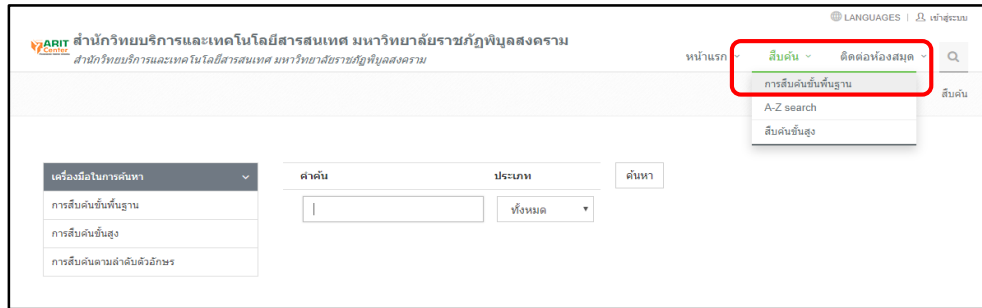 LANGUAGES | เข้าสู่ระบบ
ARIT Center สำนักวิทยบริการและเทคโนโลยีสารสนเทศ มหาวิทยาลัยราชภัฏพิบูลสงคราม
สำนักวิทยบริการและเทคโนโลยีสารสนเทศ มหาวิทยาลัยราชภัฏพิบูลสงคราม
หน้าแรก สืบค้น ติดต่อห้องสมุด
การสืบค้นขั้นพื้นฐาน
สืบค้น
A-Z search
สืบค้นขั้นสูง
เครื่องมือในการค้นหา คำค้น ประเภท ค้นหา
การสืบค้นขั้นพื้นฐาน
ทั้งหมด
การสืบค้นขั้นสูง
การสืบค้นตามลำดับตัวอักษร